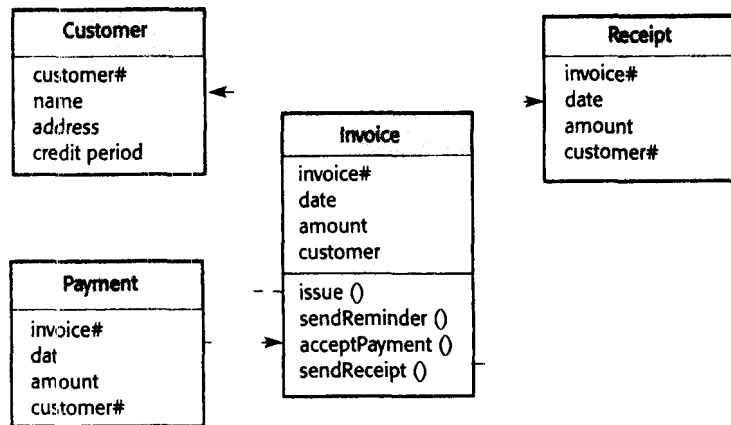 Customer
customer#
name
address
credit period
Receipt
invoice#
date
amount
customer#
Invoice
invoice#
date
amount
customer
issue ()
sendReminder ()
acceptPayment ()
sendReceipt ()
Payment
invoice#
dat
amount
customer#